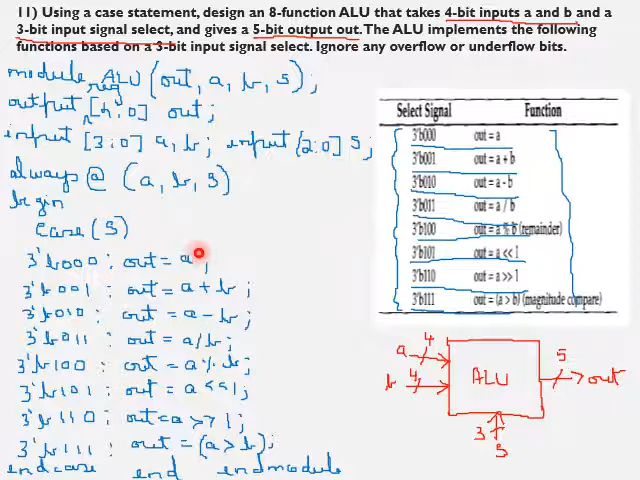 11) Using a case statement, design an 8-function ALU that takes 4-bit inputs a and b and a
3-bit input signal select, and gives a 5-bit output out. The ALU implements the following
functions based on a 3-bit input signal select. Ignore any overflow or underflow bits.
module ALU (out, a, b, s);
output reg [4:0] out;
input [3:0] a, b; input [2:0] s;
always @ (a, b, s)
begin
case (s)
3'b000 : out = a ;
3'b001 : out = a + b ;
3'b010 : out = a - b ;
3'b011 : out = a / b ;
3'b100 : out = a % b ;
3'b101 : out = a << 1 ;
3'b110 : out = a >> 1 ;
3'b111 : out = (a > b) ;
endcase end endmodule
Select Signal Function
3'b000 out = a
3'b001 out = a + b
3'b010 out = a - b
3'b011 out = a / b
3'b100 out = a % b (remainder)
3'b101 out = a << 1
3'b110 out = a >> 1
3'b111 out = (a > b) (magnitude compare)
a 4
b 4
ALU
5 out
3
s